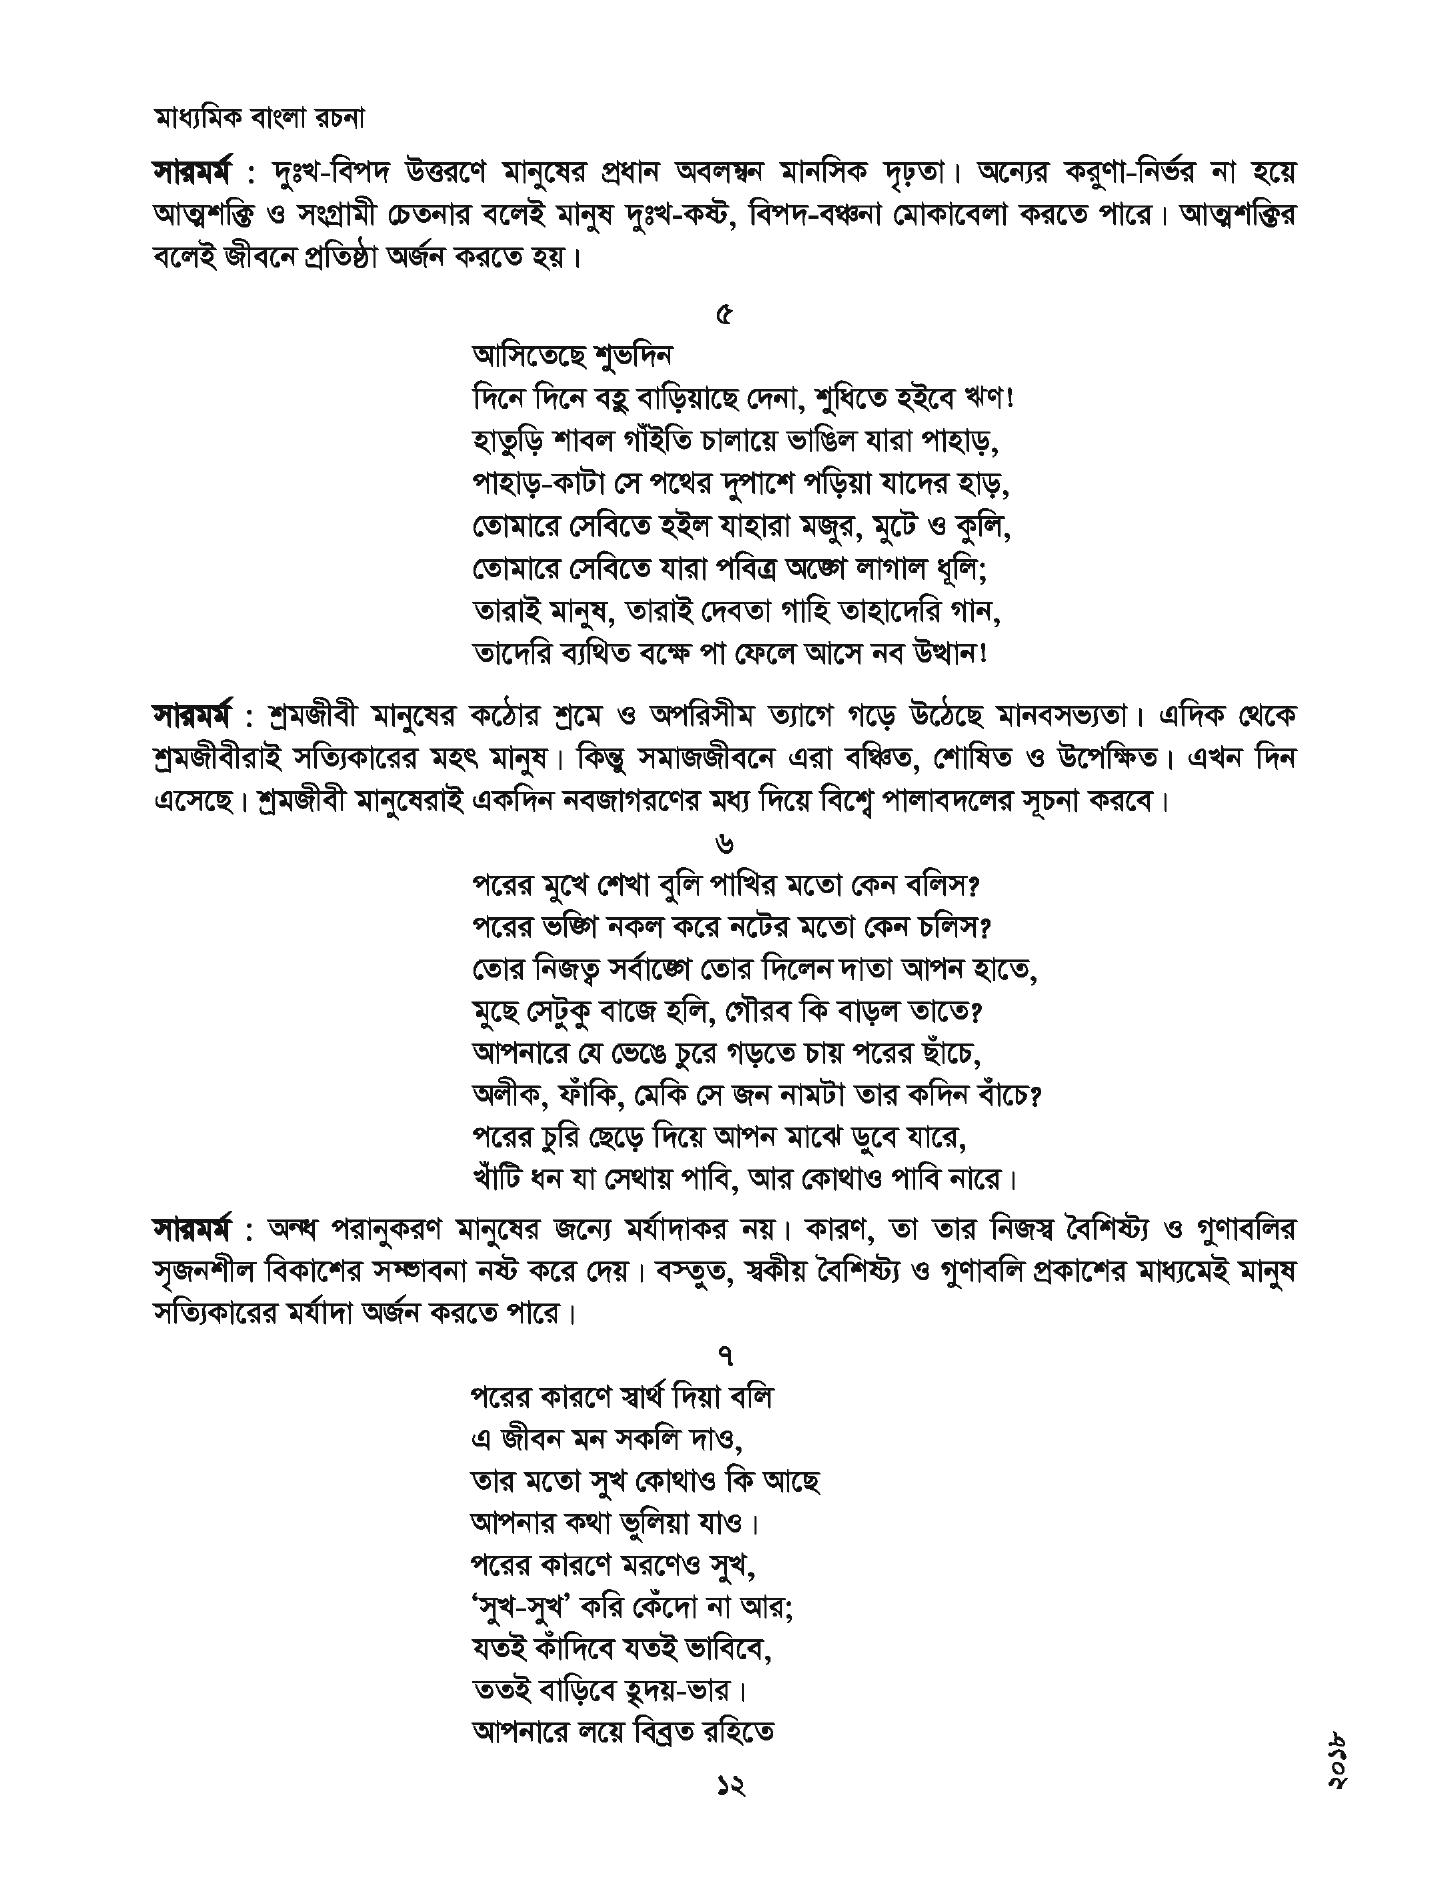 মাধ্যমিক বাংলা রচনা
সারমর্ম : দুঃখ-বিপদ উত্তরণে মানুষের প্রধান অবলম্বন মানসিক দৃঢ়তা। অন্যের করুণা-নির্ভর না হয়ে
আত্মশক্তি ও সংগ্রামী চেতনার বলেই মানুষ দুঃখ-কষ্ট, বিপদ-বঞ্চনা মোকাবেলা করতে পারে। আত্মশক্তির
বলেই জীবনে প্রতিষ্ঠা অর্জন করতে হয়।
৫
আসিতেছে শুভদিন
দিনে দিনে বহু বাড়িয়াছে দেনা, শুধিতে হইবে ঋণ!
হাতুড়ি শাবল গাঁইতি চালায়ে ভাঙিল যারা পাহাড়,
পাহাড়-কাটা সে পথের দুপাশে পড়িয়া যাদের হাড়,
তোমারে সেবিতে হইল যাহারা মজুর, মুটে ও কুলি,
তোমারে সেবিতে যারা পবিত্র অঙ্গে লাগাল ধূলি;
তারাই মানুষ, তারাই দেবতা গাহি তাহাদেরি গান,
তাদেরি ব্যথিত বক্ষে পা ফেলে আসে নব উত্থান!
সারমর্ম : শ্রমজীবী মানুষের কঠোর শ্রমে ও অপরিসীম ত্যাগে গড়ে উঠেছে মানবসভ্যতা। এদিক থেকে
শ্রমজীবীরাই সত্যিকারের মহৎ মানুষ। কিন্তু সমাজজীবনে এরা বঞ্চিত, শোষিত ও উপেক্ষিত। এখন দিন
এসেছে। শ্রমজীবী মানুষেরাই একদিন নবজাগরণের মধ্য দিয়ে বিশ্বে পালাবদলের সূচনা করবে।
৬
পরের মুখে শেখা বুলি পাখির মতো কেন বলিস?
পরের ভঙ্গি নকল করে নটের মতো কেন চলিস?
তোর নিজত্ব সর্বাঙ্গে তোর দিলেন দাতা আপন হাতে,
মুছে সেটুকু বাজে হলি, গৌরব কি বাড়ল তাতে?
আপনারে যে ভেঙে চুরে গড়তে চায় পরের ছাঁচে,
অলীক, ফাঁকি, মেকি সে জন নামটা তার কদিন বাঁচে?
পরের চুরি ছেড়ে দিয়ে আপন মাঝে ডুবে যারে,
খাঁটি ধন যা সেথায় পাবি, আর কোথাও পাবি নারে।
সারমর্ম : অন্ধ পরানুকরণ মানুষের জন্যে মর্যাদাকর নয়। কারণ, তা তার নিজস্ব বৈশিষ্ট্য ও গুণাবলির
সৃজনশীল বিকাশের সম্ভাবনা নষ্ট করে দেয়। বস্তুত, স্বকীয় বৈশিষ্ট্য ও গুণাবলি প্রকাশের মাধ্যমেই মানুষ
সত্যিকারের মর্যাদা অর্জন করতে পারে।
৭
পরের কারণে স্বার্থ দিয়া বলি
এ জীবন মন সকলি দাও,
তার মতো সুখ কোথাও কি আছে
আপনার কথা ভুলিয়া যাও।
পরের কারণে মরণেও সুখ,
‘সুখ-সুখ’ করি কেঁদো না আর;
যতই কাঁদিবে যতই ভাবিবে,
ততই বাড়িবে হৃদয়-ভার।
আপনারে লয়ে বিব্রত রহিতে
১২
২০১৮